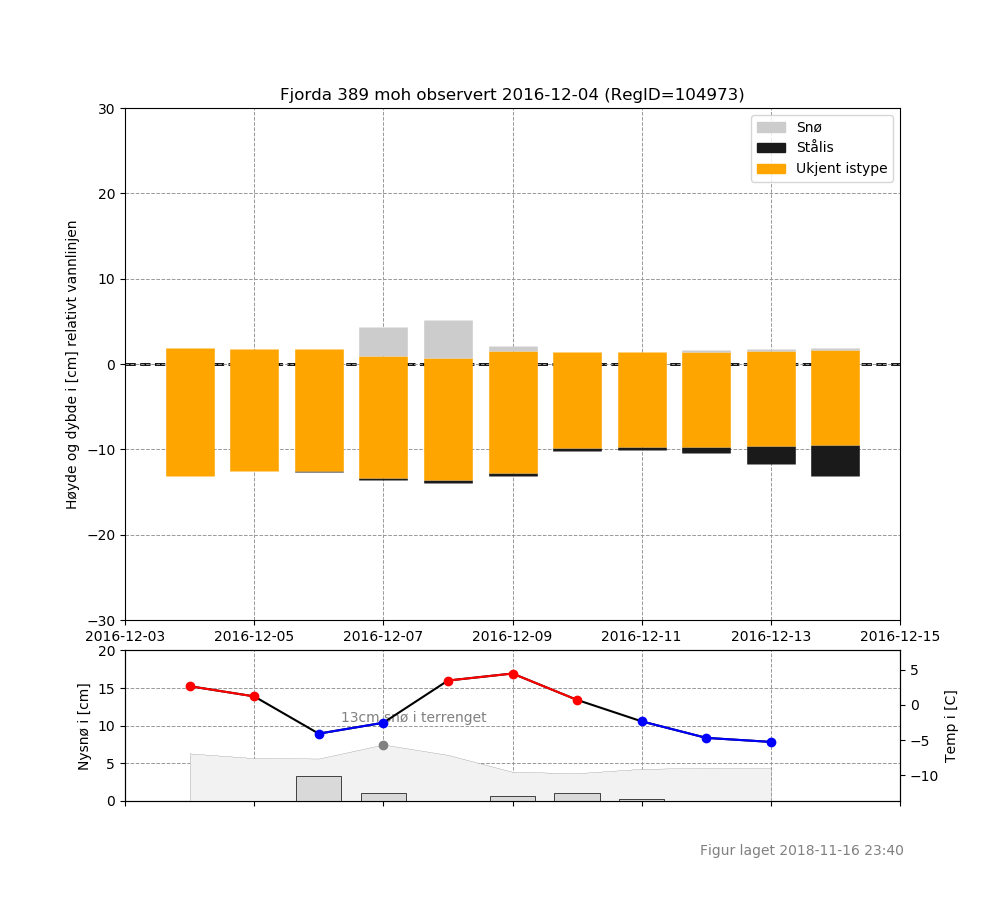 Fjorda 389 moh observert 2016-12-04 (RegID=104973)
30
20
10
0
−10
−20
−30
Høyde og dybde i [cm] relativt vannlinjen
Snø
Stålis
Ukjent istype
2016-12-03 2016-12-05 2016-12-07 2016-12-09 2016-12-11 2016-12-13 2016-12-15
20
15
10
5
0
Nysnø i [cm]
13cm snø i terrenget
5
0
−5
−10
Temp i [C]
Figur laget 2018-11-16 23:40